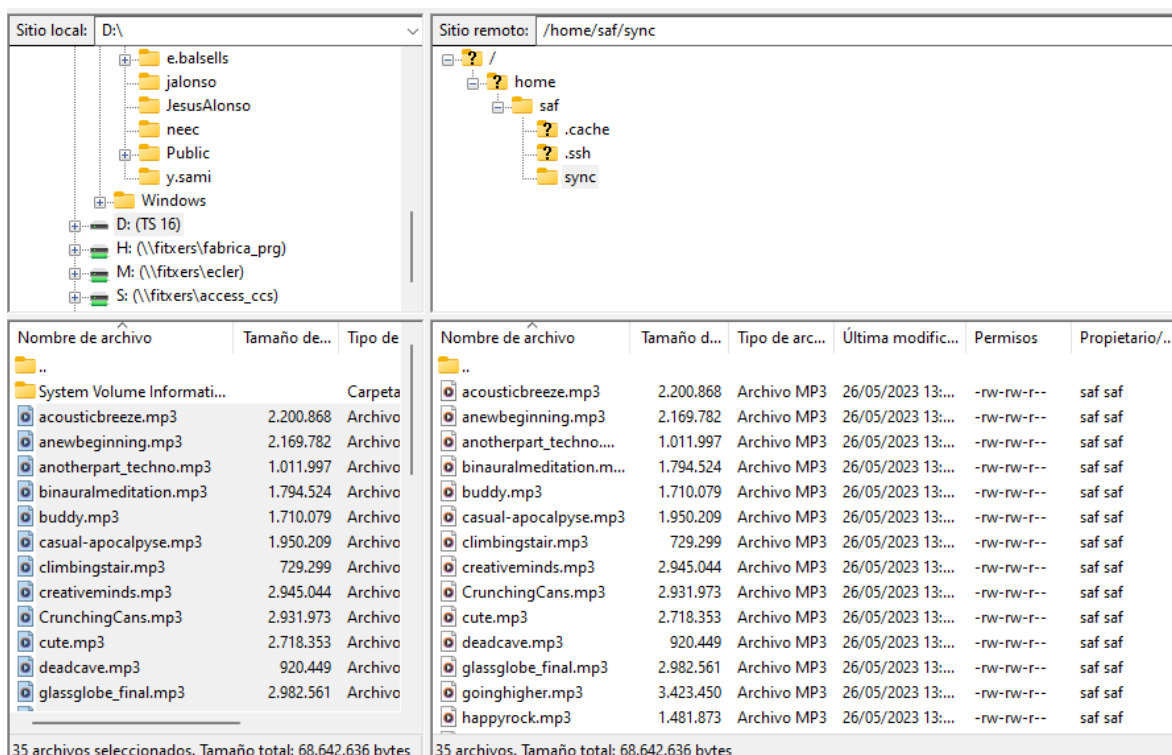 Sitio local: D:\
e.balsells
jalonso
JesusAlonso
neec
Public
y.sami
Windows
D: (TS 16)
H: (\\fitxers\fabrica_prg)
M: (\\fitxers\ecler)
S: (\\fitxers\access_ccs)
Sitio remoto: /home/saf/sync
? /
? home
saf
? .cache
? .ssh
sync
Nombre de archivo Tamaño de... Tipo de
..
System Volume Informati... Carpeta
acousticbreeze.mp3 2.200.868 Archivo
anewbeginning.mp3 2.169.782 Archivo
anotherpart_techno.mp3 1.011.997 Archivo
binauralmeditation.mp3 1.794.524 Archivo
buddy.mp3 1.710.079 Archivo
casual-apocalpyse.mp3 1.950.209 Archivo
climbingstair.mp3 729.299 Archivo
creativeminds.mp3 2.945.044 Archivo
CrunchingCans.mp3 2.931.973 Archivo
cute.mp3 2.718.353 Archivo
deadcave.mp3 920.449 Archivo
glassglobe_final.mp3 2.982.561 Archivo
35 archivos seleccionados. Tamaño total: 68.642.636 bytes
Nombre de archivo Tamaño d... Tipo de arc... Última modific... Permisos Propietario/...
..
acousticbreeze.mp3 2.200.868 Archivo MP3 26/05/2023 13:... -rw-rw-r-- saf saf
anewbeginning.mp3 2.169.782 Archivo MP3 26/05/2023 13:... -rw-rw-r-- saf saf
anotherpart_techno.... 1.011.997 Archivo MP3 26/05/2023 13:... -rw-rw-r-- saf saf
binauralmeditation.m... 1.794.524 Archivo MP3 26/05/2023 13:... -rw-rw-r-- saf saf
buddy.mp3 1.710.079 Archivo MP3 26/05/2023 13:... -rw-rw-r-- saf saf
casual-apocalpyse.mp3 1.950.209 Archivo MP3 26/05/2023 13:... -rw-rw-r-- saf saf
climbingstair.mp3 729.299 Archivo MP3 26/05/2023 13:... -rw-rw-r-- saf saf
creativeminds.mp3 2.945.044 Archivo MP3 26/05/2023 13:... -rw-rw-r-- saf saf
CrunchingCans.mp3 2.931.973 Archivo MP3 26/05/2023 13:... -rw-rw-r-- saf saf
cute.mp3 2.718.353 Archivo MP3 26/05/2023 13:... -rw-rw-r-- saf saf
deadcave.mp3 920.449 Archivo MP3 26/05/2023 13:... -rw-rw-r-- saf saf
glassglobe_final.mp3 2.982.561 Archivo MP3 26/05/2023 13:... -rw-rw-r-- saf saf
goinghigher.mp3 3.423.450 Archivo MP3 26/05/2023 13:... -rw-rw-r-- saf saf
happyrock.mp3 1.481.873 Archivo MP3 26/05/2023 13:... -rw-rw-r-- saf saf
35 archivos. Tamaño total: 68.642.636 bytes